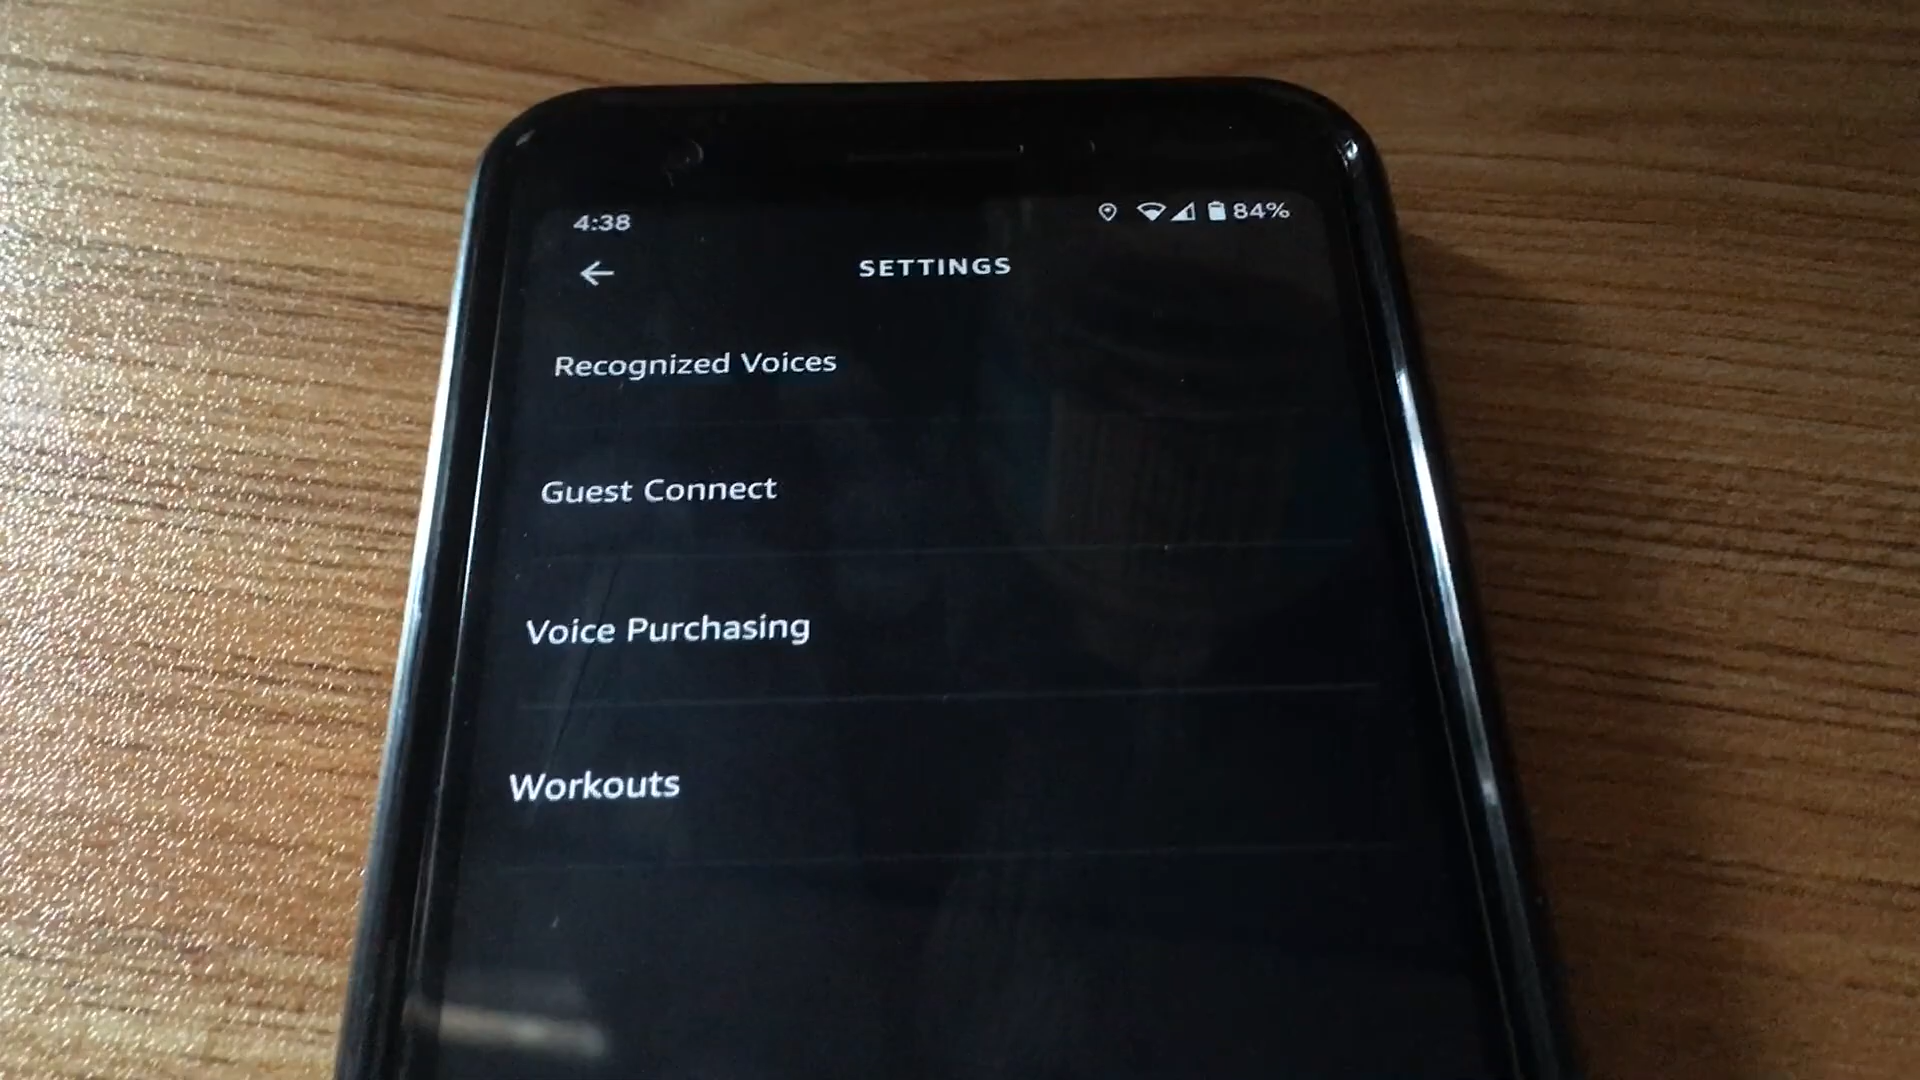 4:38
84%
SETTINGS
Recognized Voices
Guest Connect
Voice Purchasing
Workouts